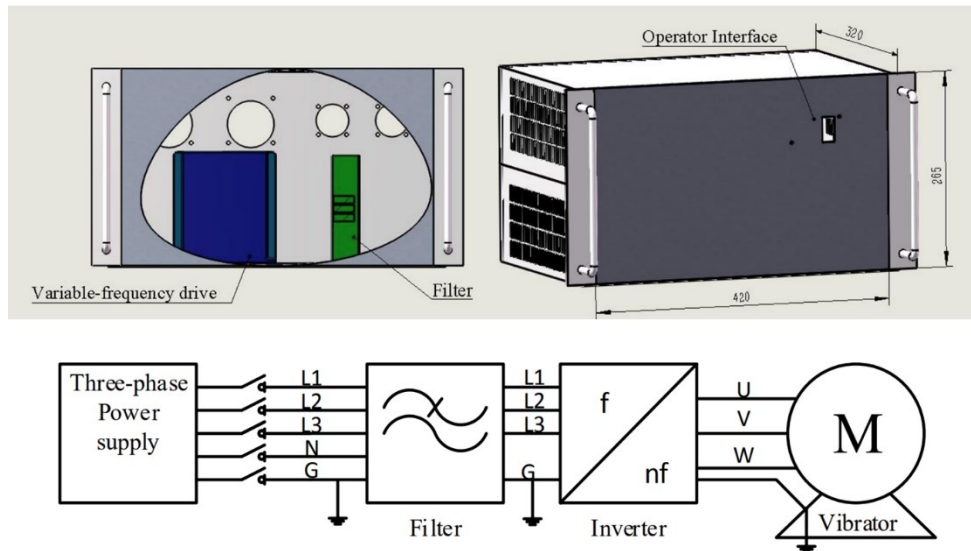 Operator Interface
320
265
420
Variable-frequency drive
Filter
Three-phase
Power
supply
L1
L2
L3
N
G
L1
L2
L3
G
f
nf
U
V
W
M
Filter
Inverter
Vibrator